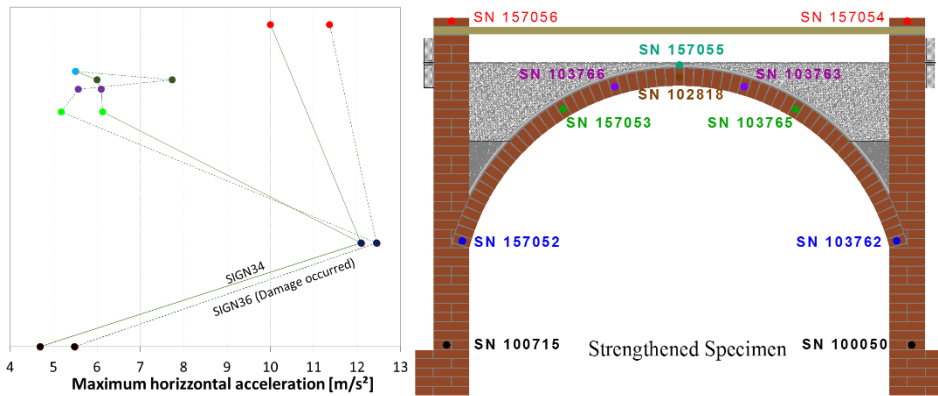 SIGN34
SIGN36 (Damage occurred)
4 5 6 7 8 9 10 11 12 13
Maximum horizzontal acceleration [m/s²]
SN 157056 SN 157054
SN 157055
SN 103766 SN 103763
SN 102818
SN 157053 SN 103765
SN 157052 SN 103762
SN 100715 SN 100050
Strengthened Specimen